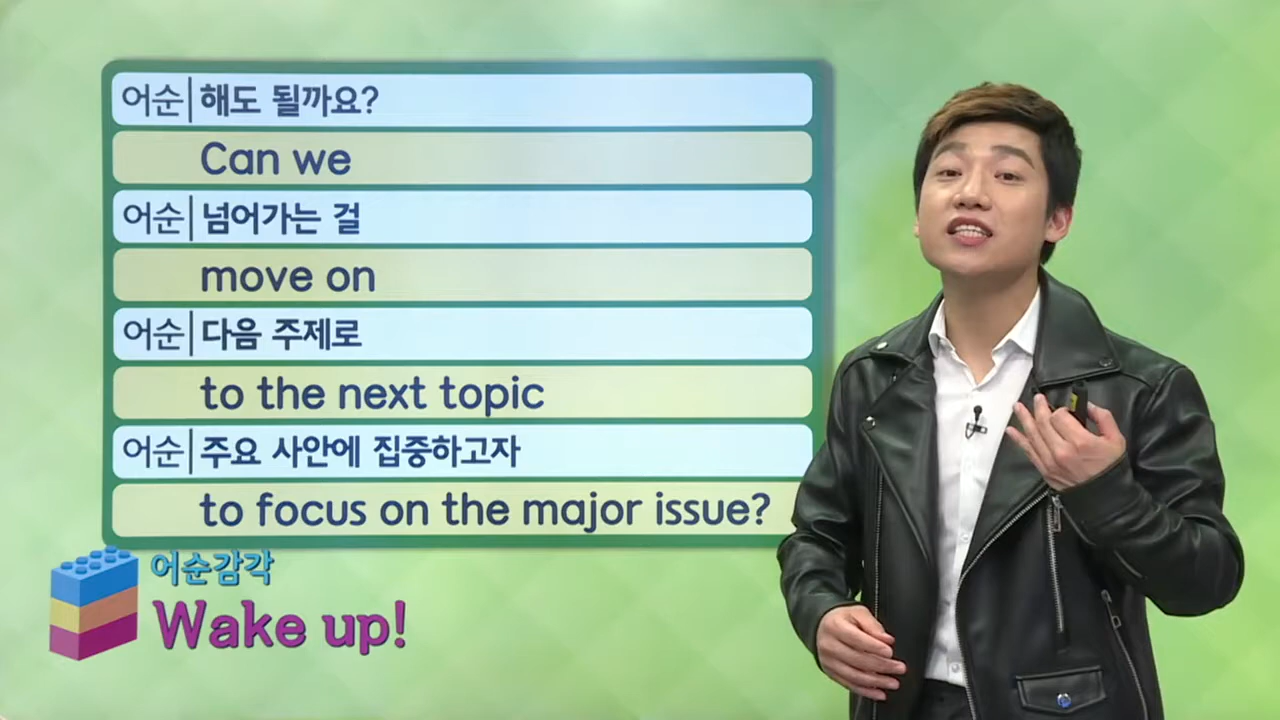 어순|해도 될까요?
Can we
어순|넘어가는 걸
move on
어순|다음 주제로
to the next topic
어순|주요 사안에 집중하고자
to focus on the major issue?
어순감각
Wake up!